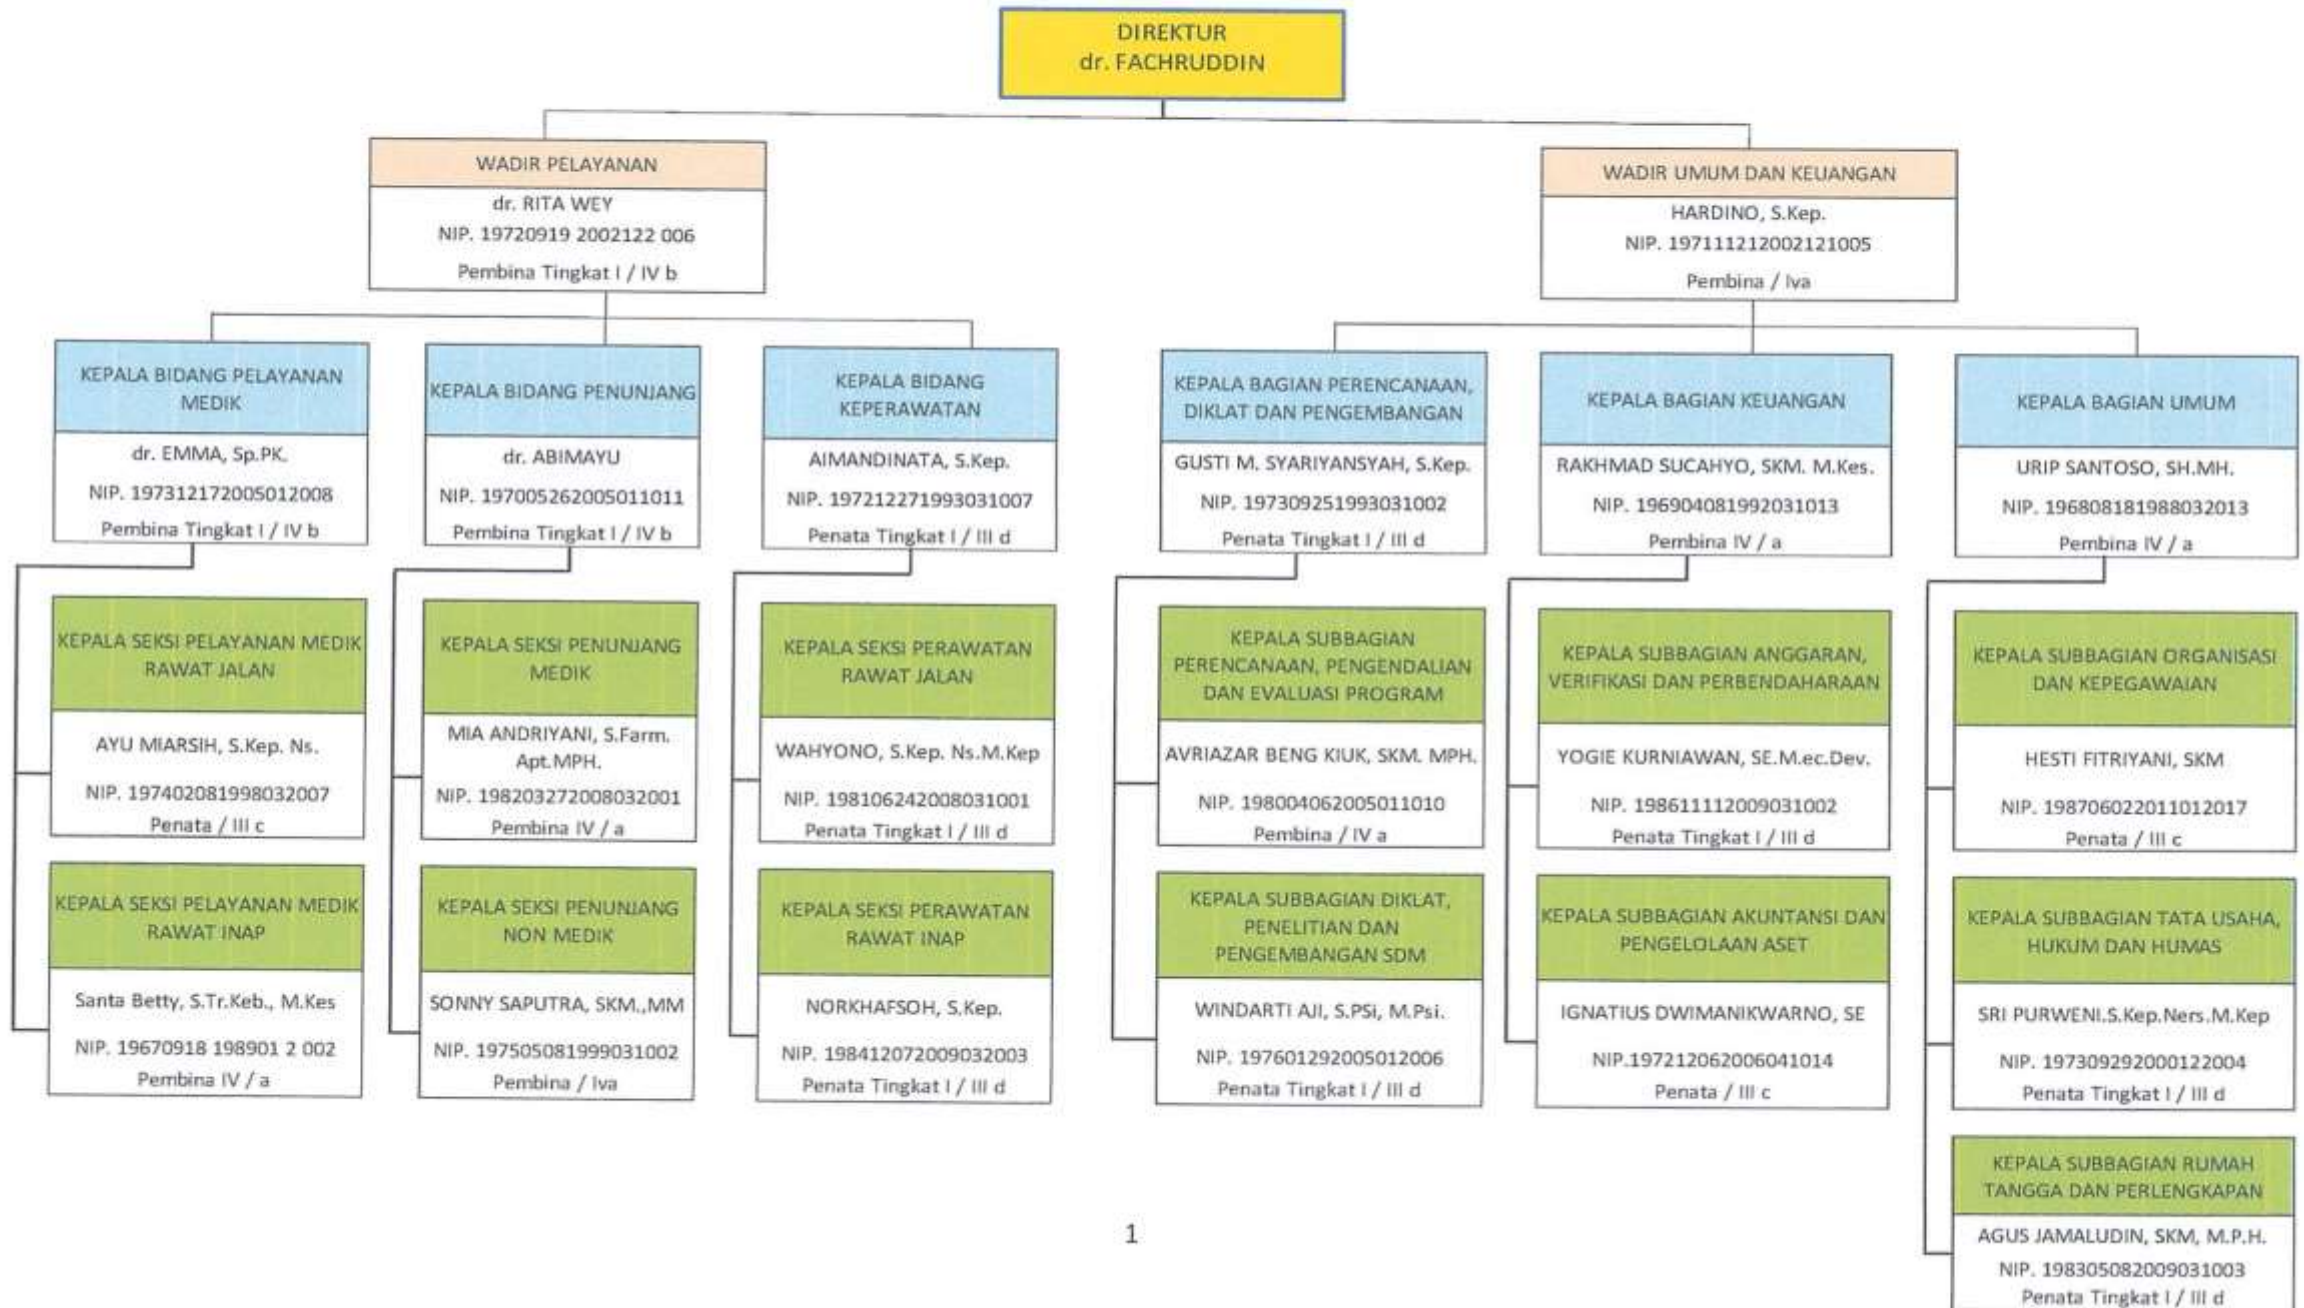 DIREKTUR
dr. FACHRUDDIN
WADIR PELAYANAN
dr. RITA WEY
NIP. 19720919 2002122 006
Pembina Tingkat I / IV b
WADIR UMUM DAN KEUANGAN
HARDINO, S.Kep.
NIP. 197111212002121005
Pembina / Iva
KEPALA BIDANG PELAYANAN
MEDIK
dr. EMMA, Sp.PK.
NIP. 197312172005012008
Pembina Tingkat I / IV b
KEPALA BIDANG PENUNJANG
dr. ABIMAYU
NIP. 197005262005011011
Pembina Tingkat I / IV b
KEPALA BIDANG
KEPERAWATAN
AIMANDINATA, S.Kep.
NIP. 197212271993031007
Penata Tingkat I / III d
KEPALA BAGIAN PERENCANAAN,
DIKLAT DAN PENGEMBANGAN
GUSTI M. SYARIYANSYAH, S.Kep.
NIP. 197309251993031002
Penata Tingkat I / III d
KEPALA BAGIAN KEUANGAN
RAKHMAD SUCAHYO, SKM. M.Kes.
NIP. 196904081992031013
Pembina IV / a
KEPALA BAGIAN UMUM
URIP SANTOSO, SH.MH.
NIP. 196808181988032013
Pembina IV / a
KEPALA SEKSI PELAYANAN MEDIK
RAWAT JALAN
AYU MIARSIH, S.Kep. Ns.
NIP. 197402081998032007
Penata / III c
KEPALA SEKSI PENUNJANG
MEDIK
MIA ANDRIYANI, S.Farm.
Apt.MPH.
NIP. 198203272008032001
Pembina IV / a
KEPALA SEKSI PERAWATAN
RAWAT JALAN
WAHYONO, S.Kep. Ns.M.Kep
NIP. 198106242008031001
Penata Tingkat I / III d
KEPALA SUBBAGIAN
PERENCANAAN, PENGENDALIAN
DAN EVALUASI PROGRAM
AVRIAZAR BENG KIUK, SKM. MPH.
NIP. 198004062005011010
Pembina / IV a
KEPALA SUBBAGIAN ANGGARAN,
VERIFIKASI DAN PERBENDAHARAAN
YOGIE KURNIAWAN, SE.M.ec.Dev.
NIP. 198611112009031002
Penata Tingkat I / III d
KEPALA SUBBAGIAN ORGANISASI
DAN KEPEGAWAIAN
HESTI FITRIYANI, SKM
NIP. 198706022011012017
Penata / III c
KEPALA SEKSI PELAYANAN MEDIK
RAWAT INAP
Santa Betty, S.Tr.Keb., M.Kes
NIP. 19670918 198901 2 002
Pembina IV / a
KEPALA SEKSI PENUNJANG
NON MEDIK
SONNY SAPUTRA, SKM.,MM
NIP. 197505081999031002
Pembina / Iva
KEPALA SEKSI PERAWATAN
RAWAT INAP
NORKHAFSOH, S.Kep.
NIP. 198412072009032003
Penata Tingkat I / III d
KEPALA SUBBAGIAN DIKLAT,
PENELITIAN DAN
PENGEMBANGAN SDM
WINDARTI AJI, S.PSi, M.Psi.
NIP. 197601292005012006
Penata Tingkat I / III d
KEPALA SUBBAGIAN AKUNTANSI DAN
PENGELOLAAN ASET
IGNATIUS DWIMANIKWARNO, SE
NIP.197212062006041014
Penata / III c
KEPALA SUBBAGIAN TATA USAHA,
HUKUM DAN HUMAS
SRI PURWENI.S.Kep.Ners.M.Kep
NIP. 197309292000122004
Penata Tingkat I / III d
KEPALA SUBBAGIAN RUMAH
TANGGA DAN PERLENGKAPAN
AGUS JAMALUDIN, SKM, M.P.H.
NIP. 198305082009031003
Penata Tingkat I / III d
1